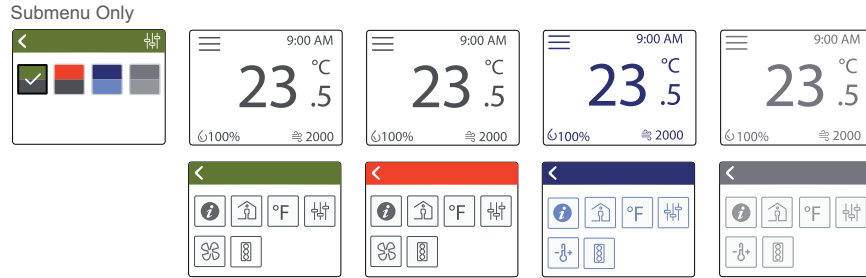 Submenu Only
9:00 AM
23.5 °C
100%
2000
9:00 AM
23.5 °C
100%
2000
9:00 AM
23.5 °C
100%
2000
9:00 AM
23.5 °C
100%
2000
i
°F
i
°F
i
°F
- +
i
°F
- +